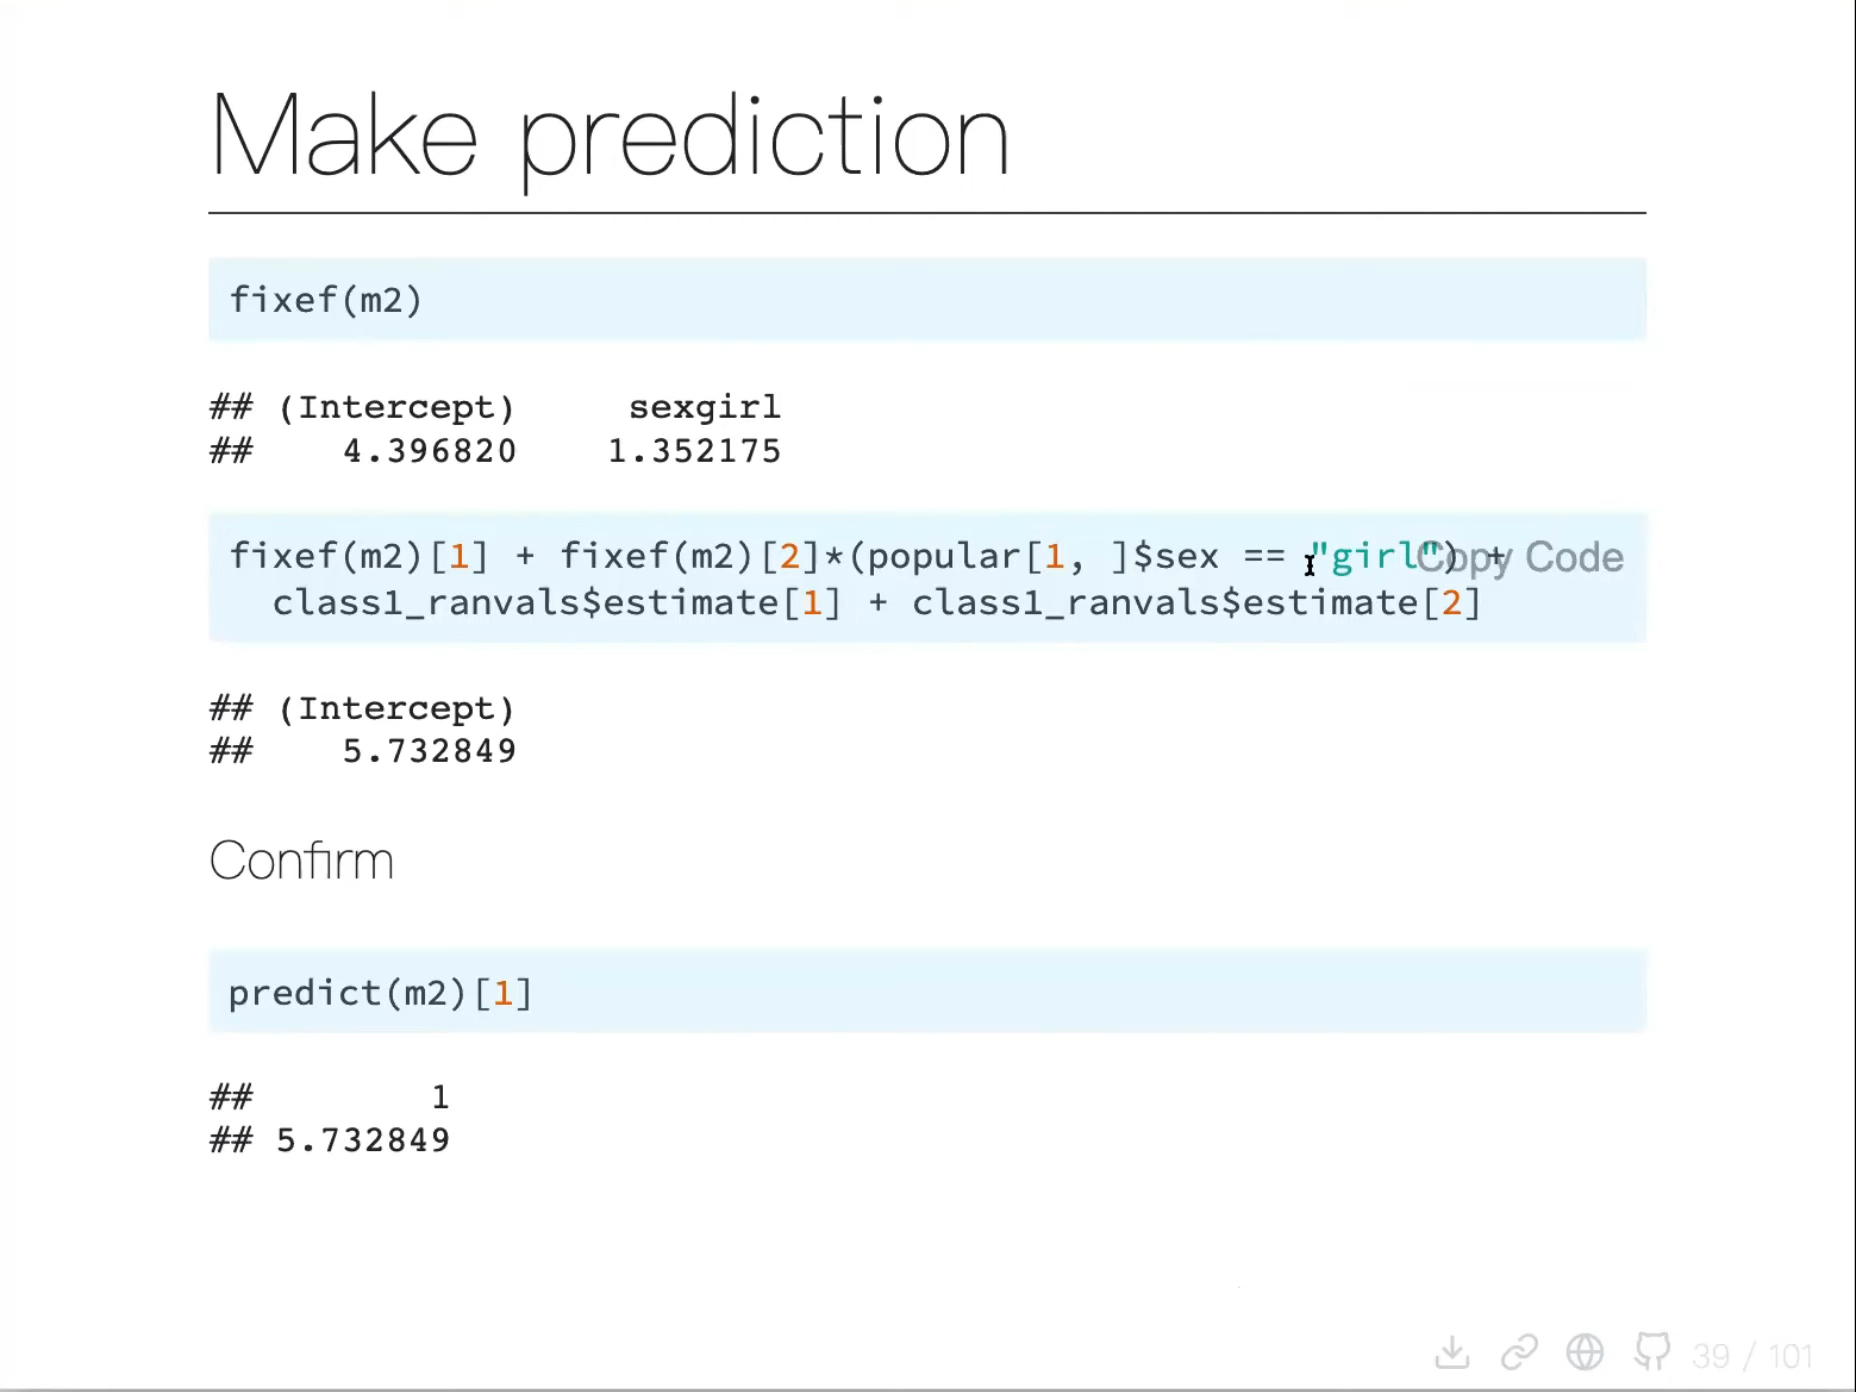 Make prediction
fixef(m2)
## (Intercept)     sexgirl
##    4.396820    1.352175
fixef(m2)[1] + fixef(m2)[2]*(popular[1, ]$sex == "girl") +
Copy Code
  class1_ranvals$estimate[1] + class1_ranvals$estimate[2]
## (Intercept)
##    5.732849
Confirm
predict(m2)[1]
##        1
## 5.732849
39 / 101